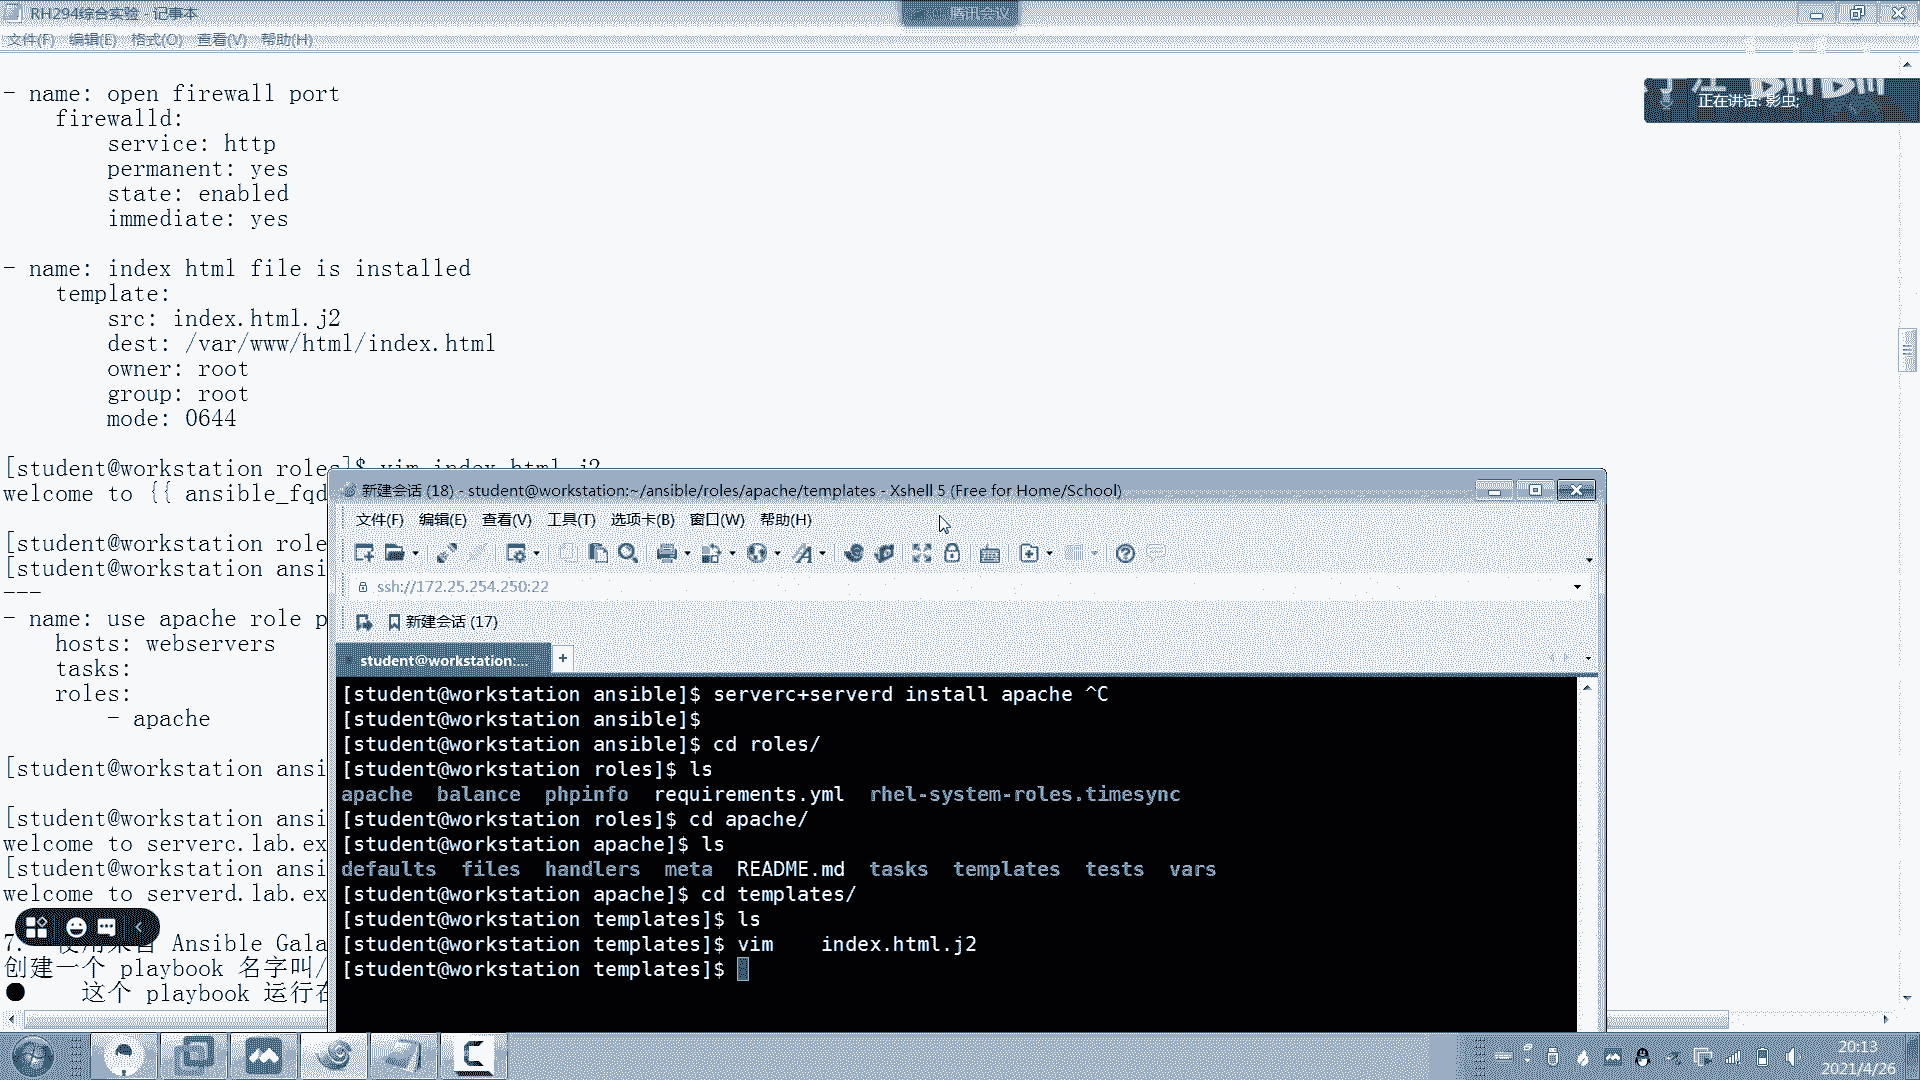 RH294综合实验 - 记事本
腾讯会议
文件(F) 编辑(E) 格式(O) 查看(V) 帮助(H)
正在讲话: 影虫;
- name: open firewall port
firewalld:
service: http
permanent: yes
state: enabled
immediate: yes
- name: index html file is installed
template:
src: index.html.j2
dest: /var/www/html/index.html
owner: root
group: root
mode: 0644
[student@workstation roles]$ vim index.html.j2
welcome to {{ ansible_fqd
[student@workstation role
[student@workstation ansi
---
- name: use apache role p
hosts: webservers
tasks:
roles:
- apache
[student@workstation ansi
[student@workstation ansi
welcome to serverc.lab.ex
[student@workstation ansi
welcome to serverd.lab.ex
7. 使用来自 Ansible Gala
创建一个 playbook 名字叫/
● 这个 playbook 运行在
新建会话 (18) - student@workstation:~/ansible/roles/apache/templates - Xshell 5 (Free for Home/School)
文件(F) 编辑(E) 查看(V) 工具(T) 选项卡(B) 窗口(W) 帮助(H)
ssh://172.25.254.250:22
新建会话 (17)
student@workstation:...
[student@workstation ansible]$ serverc+serverd install apache ^C
[student@workstation ansible]$
[student@workstation ansible]$ cd roles/
[student@workstation roles]$ ls
apache balance phpinfo requirements.yml rhel-system-roles.timesync
[student@workstation roles]$ cd apache/
[student@workstation apache]$ ls
defaults files handlers meta README.md tasks templates tests vars
[student@workstation apache]$ cd templates/
[student@workstation templates]$ ls
[student@workstation templates]$ vim index.html.j2
[student@workstation templates]$
20:13
2021/4/26